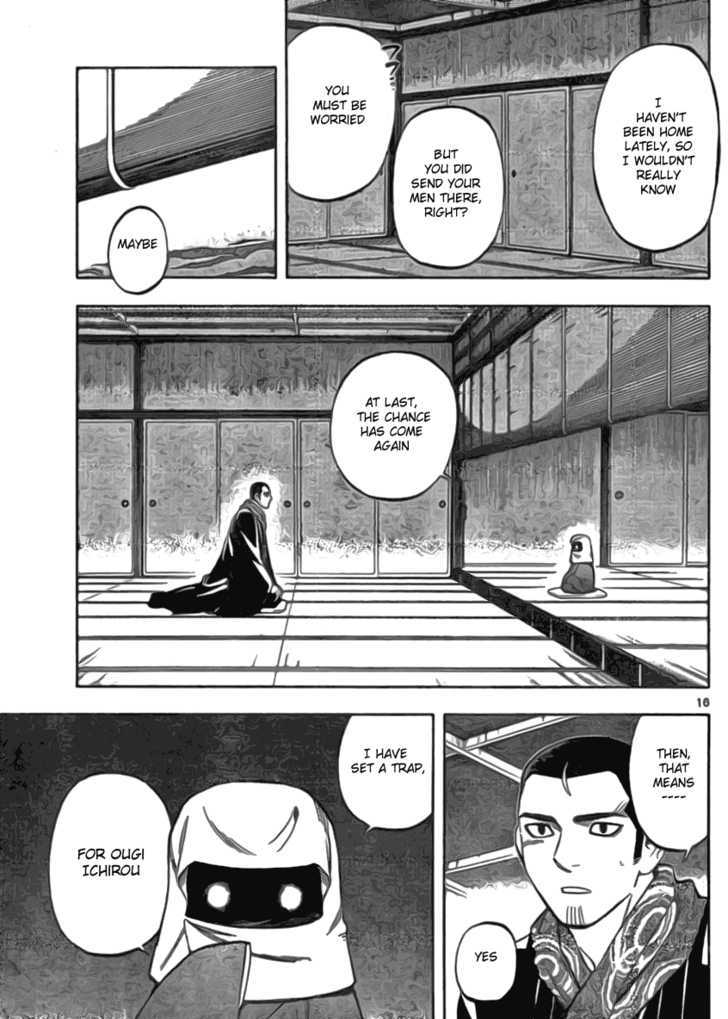 I
HAVEN'T
BEEN HOME
LATELY, SO
I WOULDN'T
REALLY
KNOW
YOU
MUST BE
WORRIED
BUT
YOU DID
SEND YOUR
MEN THERE,
RIGHT?
MAYBE
AT LAST,
THE CHANCE
HAS COME
AGAIN
16
THEN,
THAT
MEANS
----
YES
I HAVE
SET A TRAP,
FOR OUGI
ICHIROU